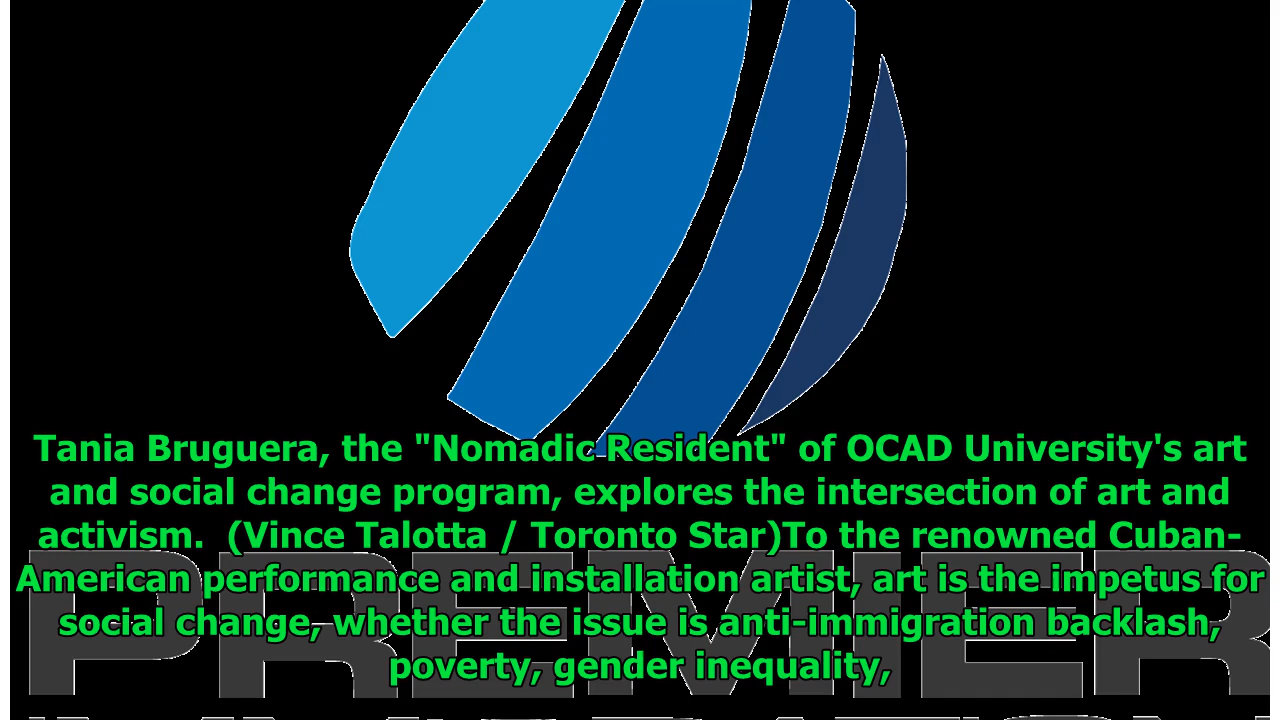 Tania Bruguera, the "Nomadic Resident" of OCAD University's art
and social change program, explores the intersection of art and
activism.  (Vince Talotta / Toronto Star)To the renowned Cuban-
American performance and installation artist, art is the impetus for
social change, whether the issue is anti-immigration backlash,
poverty, gender inequality,
PREMIER